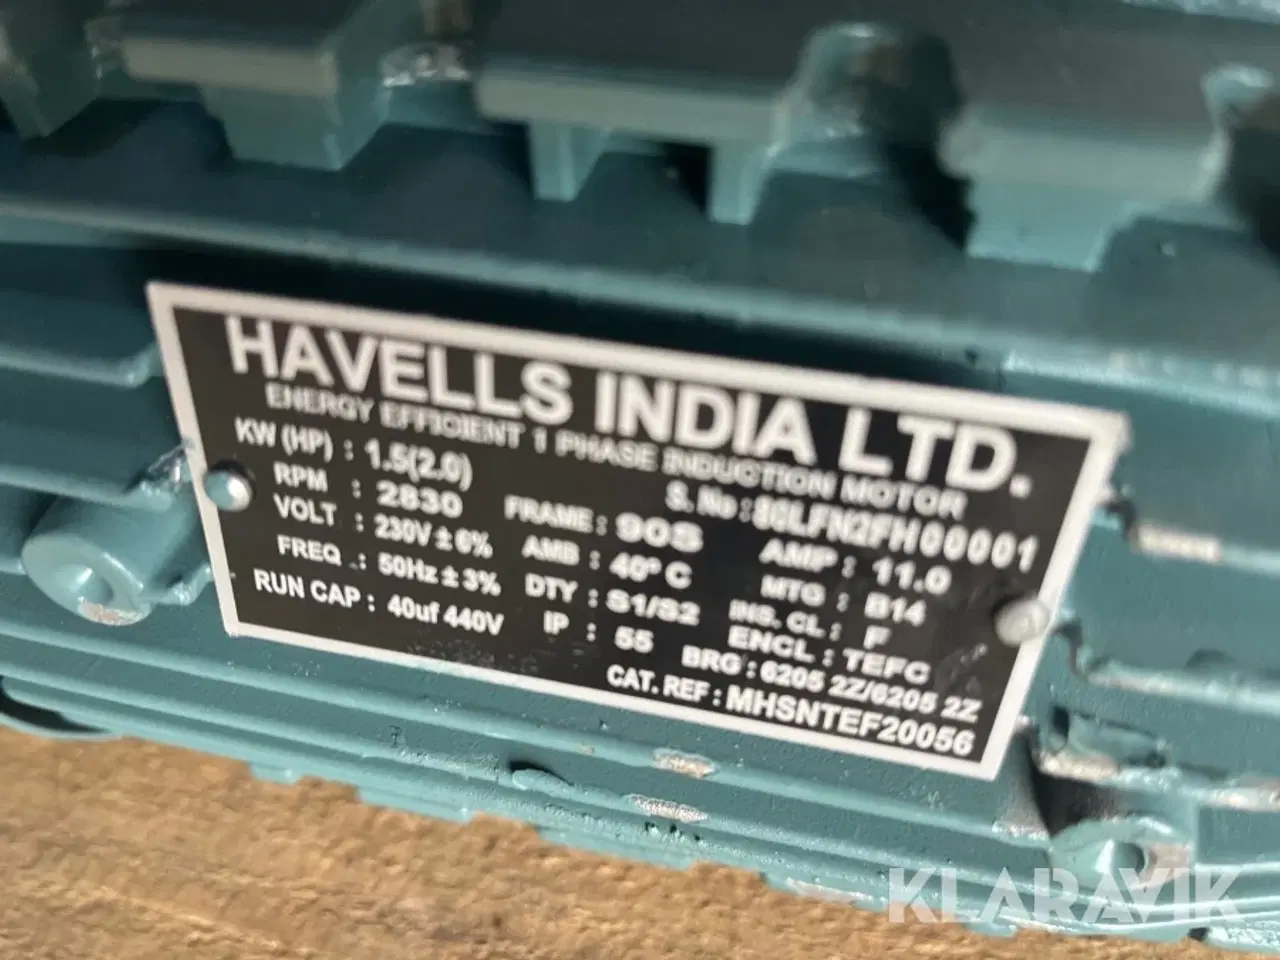 HAVELLS INDIA LTD.
ENERGY EFFICIENT 1 PHASE INDUCTION MOTOR
KW (HP) : 1.5(2.0) S. No :
RPM : 2830 FRAME : 90S AMP : 11.0
VOLT : 230V ± 6% AMB : 40° C MTG : B14
FREQ .: 50Hz ± 3% DTY : S1/S2 INS. CL : F
RUN CAP : 40uf 440V IP : 55 ENCL : TEFC
BRG : 6205 2Z/6205 2Z
CAT. REF : MHSNTEF20056
KLARAVIK